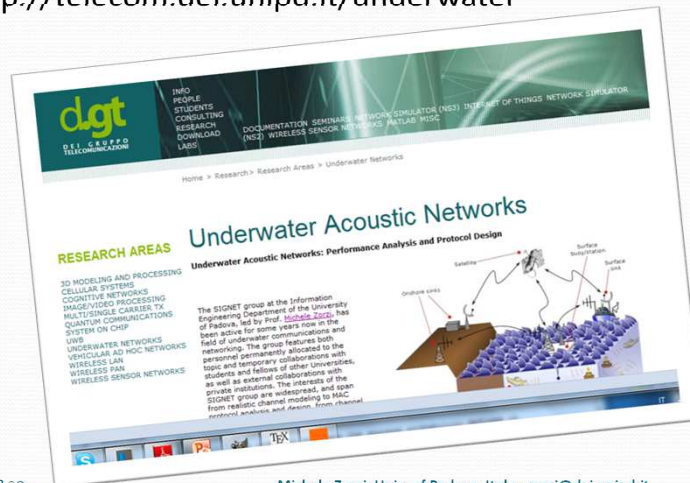 p://telecom.dei.unipd.it/underwater
d.gt
DEI GRUPPO
TELECOMUNICAZIONI
INFO
PEOPLE
STUDENTS
CONSULTING
RESEARCH
DOWNLOAD
LABS
DOCUMENTATION SEMINARS NETWORK SIMULATOR (NS3) INTERNET OF THINGS NETWORK SIMULATOR
(NS2) WIRELESS SENSOR NETWORKS MATLAB MISC
Home > Research> Research Areas > Underwater Networks
RESEARCH AREAS
3D MODELING AND PROCESSING
CELLULAR SYSTEMS
COGNITIVE NETWORKS
IMAGE/VIDEO PROCESSING
MULTI/SINGLE CARRIER TX
QUANTUM COMMUNICATIONS
SYSTEM ON CHIP
UWB
UNDERWATER NETWORKS
VEHICULAR AD HOC NETWORKS
WIRELESS LAN
WIRELESS PAN
WIRELESS SENSOR NETWORKS
Underwater Acoustic Networks
Underwater Acoustic Networks: Performance Analysis and Protocol Design
The SIGNET group at the Information
Engineering Department of the University
of Padova, led by Prof. Michele Zorzi, has
been active for some years now in the
field of underwater communications and
networking. The group features both
personnel permanently allocated to the
topic and temporary collaborations with
students and fellows of other Universities,
as well as external collaborations with
private institutions. The interests of the
SIGNET group are widespread, and span
from realistic channel modeling to MAC
protocol analysis and design, from channel
Satellite
Surface
buoy/station
Surface
sink
Onshore sinks
TEX
IT